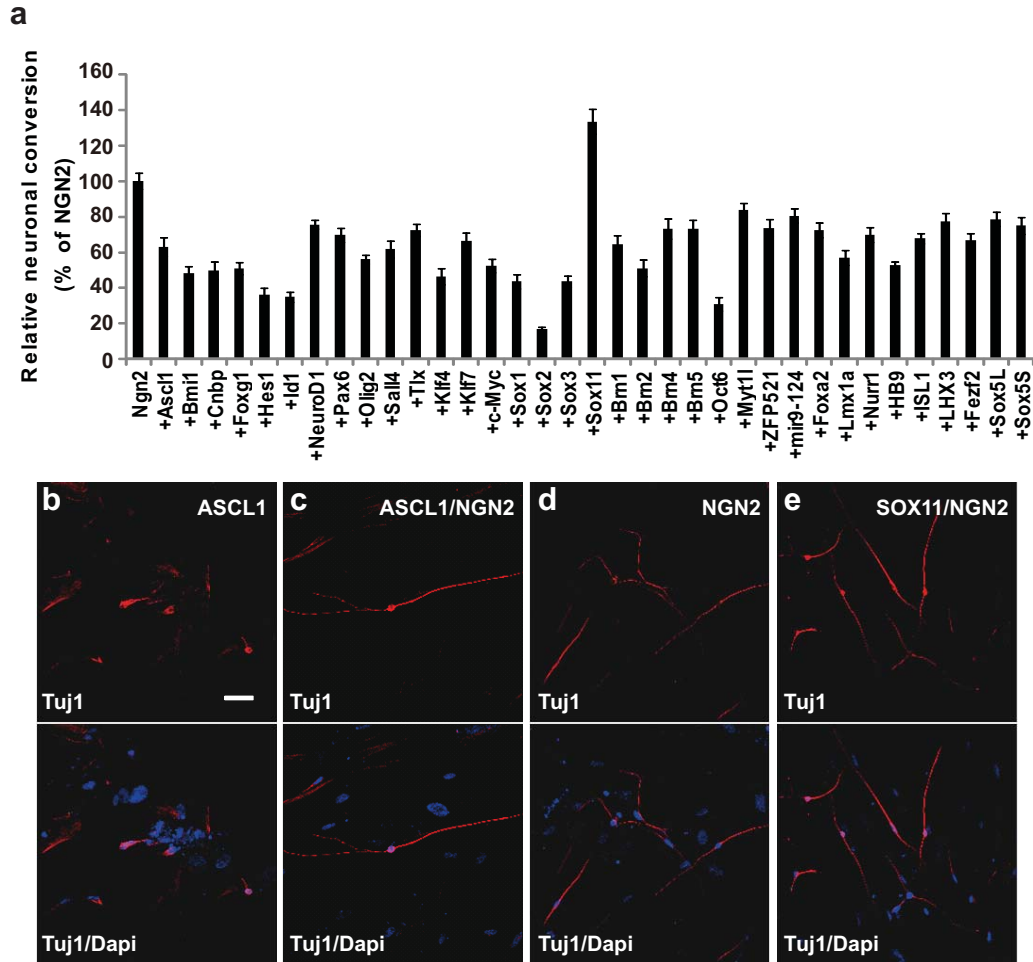 a
Relative neuronal conversion
(% of NGN2)
160
140
120
100
80
60
40
20
0
Ngn2
+Ascl1
+Bmi1
+Cnbp
+Foxg1
+Hes1
+Id1
+NeuroD1
+Pax6
+Olig2
+Sall4
+Tlx
+Klf4
+Klf7
+c-Myc
+Sox1
+Sox2
+Sox3
+Sox11
+Brn1
+Brn2
+Brn4
+Brn5
+Oct6
+Myt1l
+ZFP521
+mir9-124
+Foxa2
+Lmx1a
+Nurr1
+HB9
+ISL1
+LHX3
+Fezf2
+Sox5L
+Sox5S
b ASCL1
c ASCL1/NGN2
d NGN2
e SOX11/NGN2
Tuj1
Tuj1
Tuj1
Tuj1
Tuj1/Dapi
Tuj1/Dapi
Tuj1/Dapi
Tuj1/Dapi